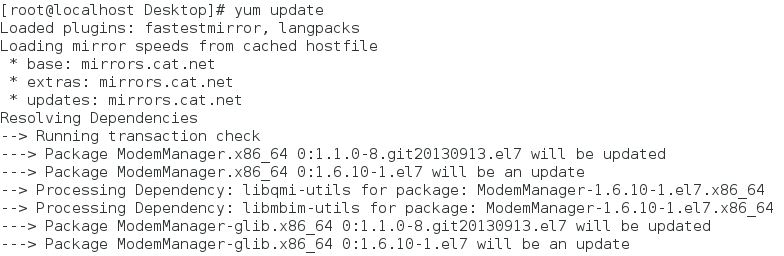 [root@localhost Desktop]# yum update
Loaded plugins: fastestmirror, langpacks
Loading mirror speeds from cached hostfile
 * base: mirrors.cat.net
 * extras: mirrors.cat.net
 * updates: mirrors.cat.net
Resolving Dependencies
--> Running transaction check
---> Package ModemManager.x86_64 0:1.1.0-8.git20130913.el7 will be updated
---> Package ModemManager.x86_64 0:1.6.10-1.el7 will be an update
--> Processing Dependency: libqmi-utils for package: ModemManager-1.6.10-1.el7.x86_64
--> Processing Dependency: libmbim-utils for package: ModemManager-1.6.10-1.el7.x86_64
---> Package ModemManager-glib.x86_64 0:1.1.0-8.git20130913.el7 will be updated
---> Package ModemManager-glib.x86_64 0:1.6.10-1.el7 will be an update